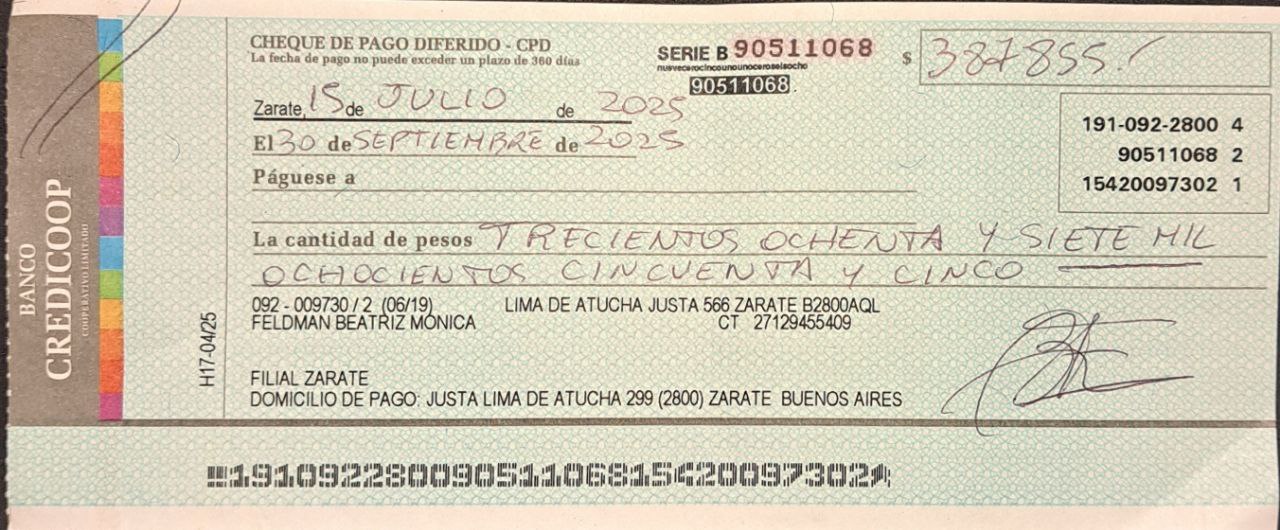 BANCO
CREDICOOP
COOPERATIVO LIMITADO
CHEQUE DE PAGO DIFERIDO - CPD
La fecha de pago no puede exceder un plazo de 360 días
SERIE B 90511068
nuevecerocincounounoceroseisocho
90511068
$ 387855.
Zarate, 15 de JULIO de 2025
El 30 de SEPTIEMBRE de 2025
Páguese a
191-092-2800 4
90511068 2
15420097302 1
La cantidad de pesos TRECIENTOS OCHENTA Y SIETE MIL
OCHOCIENTOS CINCUENTA Y CINCO
092 - 009730 / 2 (06/19) LIMA DE ATUCHA JUSTA 566 ZARATE B2800AQL
FELDMAN BEATRIZ MÓNICA CT 27129455409
H17-04/25
FILIAL ZARATE
DOMICILIO DE PAGO: JUSTA LIMA DE ATUCHA 299 (2800) ZARATE BUENOS AIRES
19109228009051106815420097302